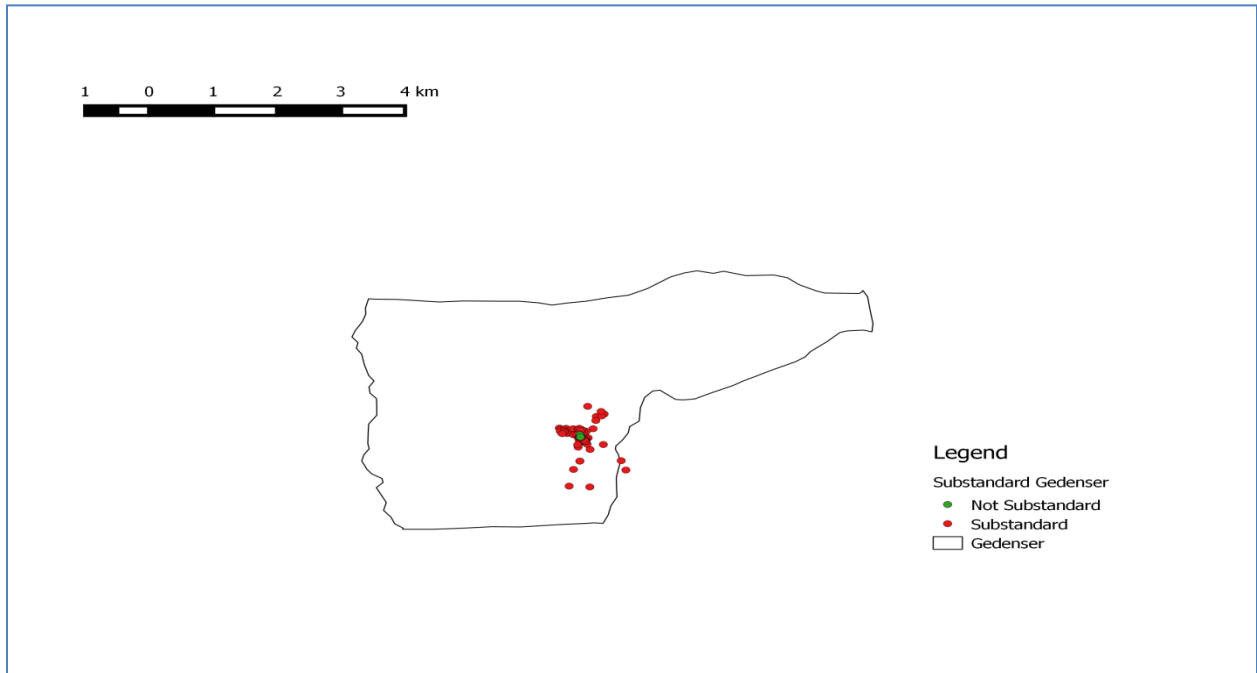 1 0 1 2 3 4 km
Legend
Substandard Gedenser
Not Substandard
Substandard
Gedenser